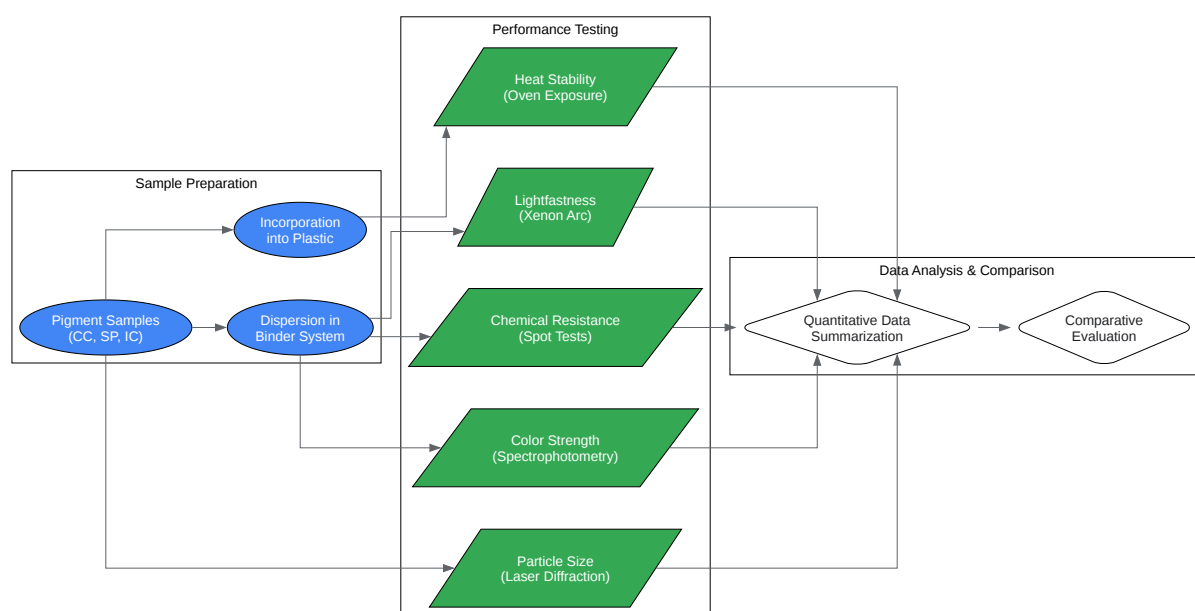 Performance Testing
Heat Stability
(Oven Exposure)
Sample Preparation
Lightfastness
(Xenon Arc)
Incorporation
into Plastic
Data Analysis & Comparison
Pigment Samples
(CC, SP, IC)
Dispersion in
Binder System
Chemical Resistance
(Spot Tests)
Quantitative Data
Summarization
Comparative
Evaluation
Color Strength
(Spectrophotometry)
Particle Size
(Laser Diffraction)